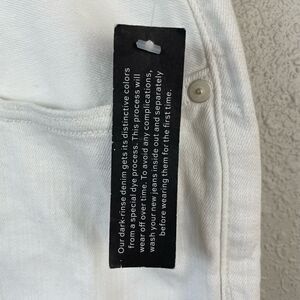 Our dark-rinse denim gets its distinctive colors
from a special dye process. This process will
wear off over time. To avoid any complications,
wash your new jeans inside out and separately
before wearing them for the first time.